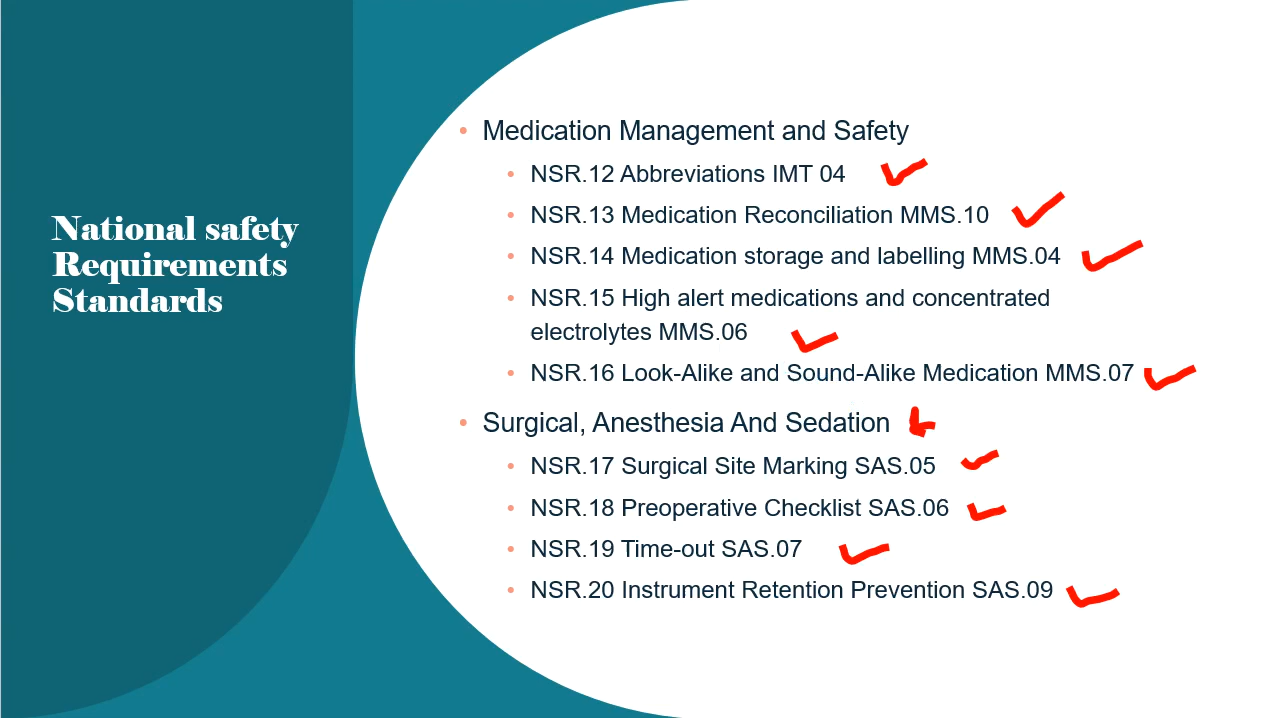 National safety
Requirements
Standards
• Medication Management and Safety
• NSR.12 Abbreviations IMT 04
• NSR.13 Medication Reconciliation MMS.10
• NSR.14 Medication storage and labelling MMS.04
• NSR.15 High alert medications and concentrated
electrolytes MMS.06
• NSR.16 Look-Alike and Sound-Alike Medication MMS.07
• Surgical, Anesthesia And Sedation
• NSR.17 Surgical Site Marking SAS.05
• NSR.18 Preoperative Checklist SAS.06
• NSR.19 Time-out SAS.07
• NSR.20 Instrument Retention Prevention SAS.09